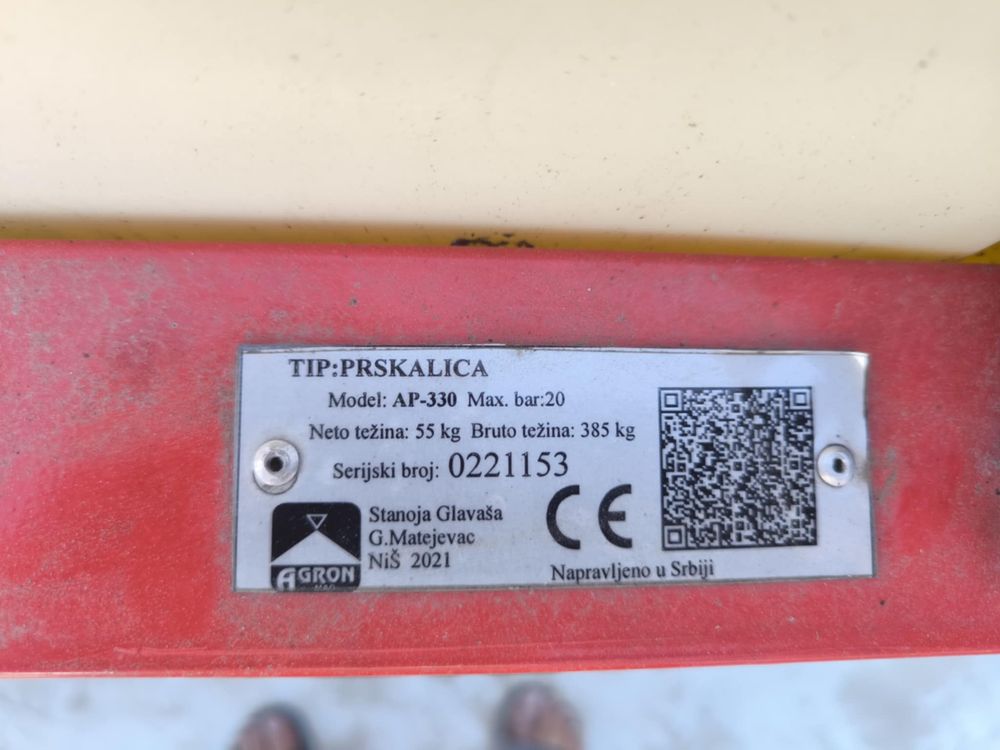 TIP:PRSKALICA
Model: AP-330 Max. bar:20
Neto težina: 55 kg Bruto težina: 385 kg
Serijski broj: 0221153
Stanoja Glavaša
G.Matejevac
NiŠ 2021
AGRON
CE
Napravljeno u Srbiji